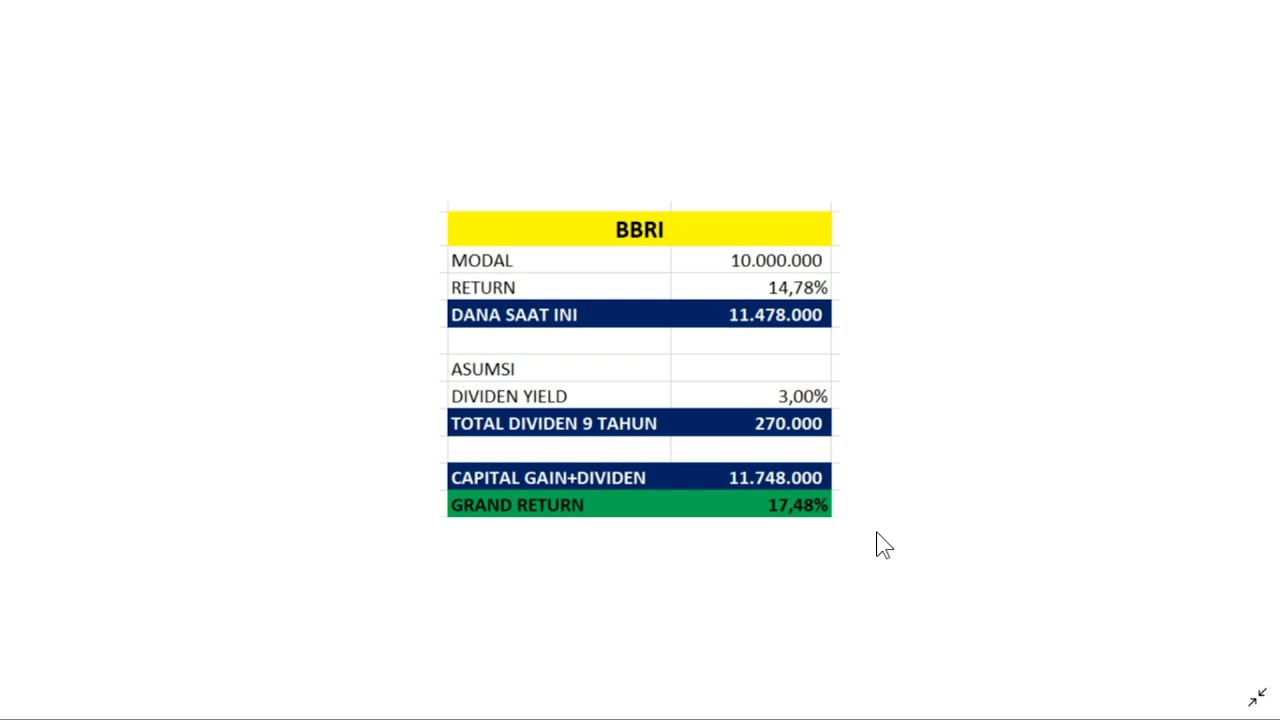 BBRI
MODAL 10.000.000
RETURN 14,78%
DANA SAAT INI 11.478.000
ASUMSI
DIVIDEN YIELD 3,00%
TOTAL DIVIDEN 9 TAHUN 270.000
CAPITAL GAIN+DIVIDEN 11.748.000
GRAND RETURN 17,48%